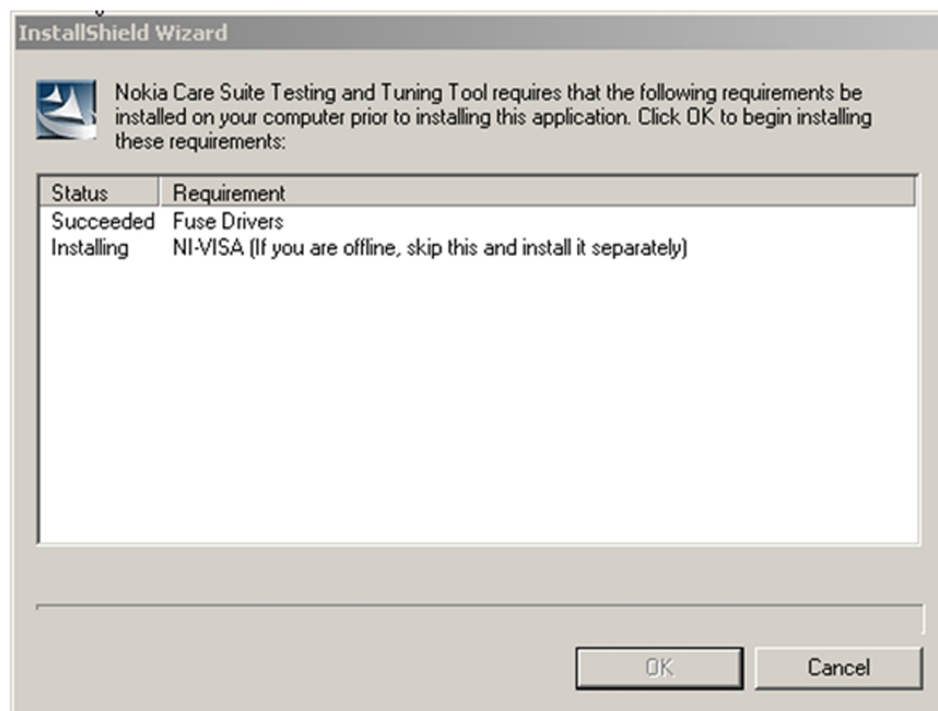 InstallShield Wizard
Nokia Care Suite Testing and Tuning Tool requires that the following requirements be
installed on your computer prior to installing this application. Click OK to begin installing
these requirements:
Status Requirement
Succeeded Fuse Drivers
Installing NI-VISA (If you are offline, skip this and install it separately)
OK Cancel